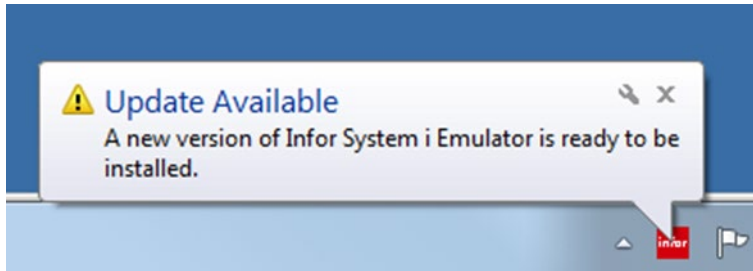 Update Available
A new version of Infor System i Emulator is ready to be
installed.
infor